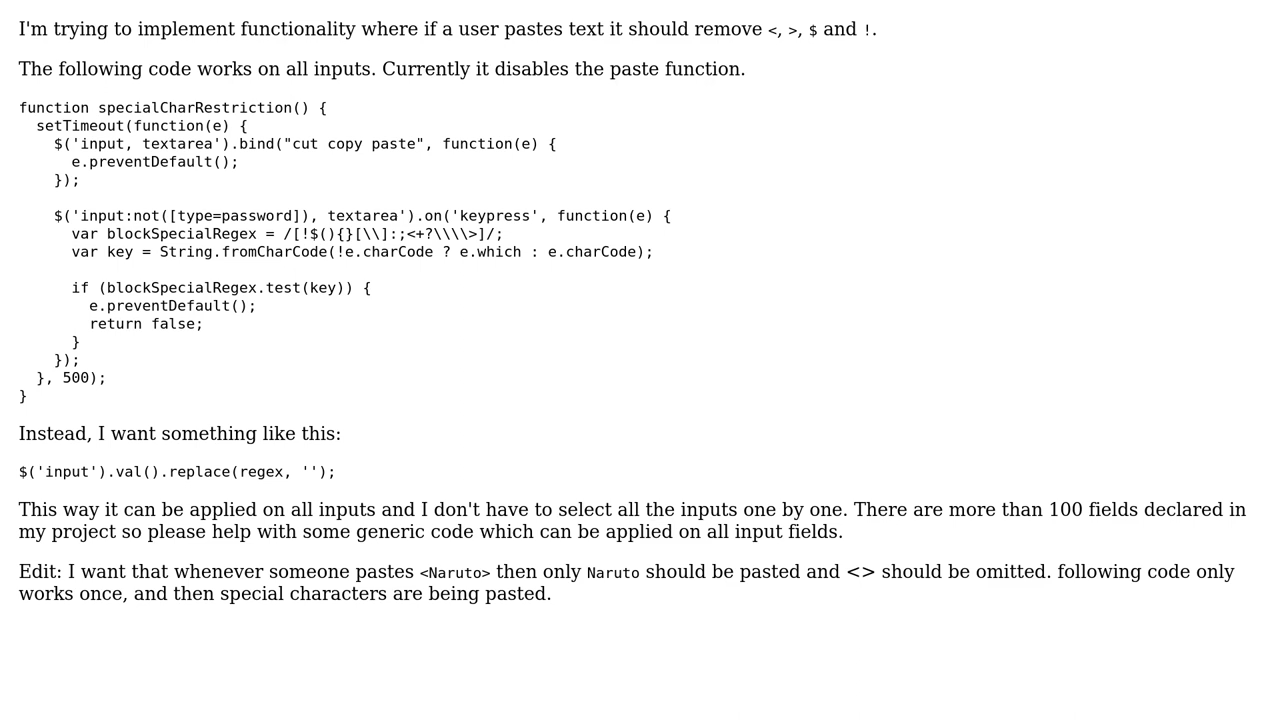 I'm trying to implement functionality where if a user pastes text it should remove <, >, $ and !.
The following code works on all inputs. Currently it disables the paste function.
function specialCharRestriction() {
  setTimeout(function(e) {
    $('input, textarea').bind("cut copy paste", function(e) {
      e.preventDefault();
    });

    $('input:not([type=password]), textarea').on('keypress', function(e) {
      var blockSpecialRegex = /[!$(){}[\\]:;<+?\\\\>]/;
      var key = String.fromCharCode(!e.charCode ? e.which : e.charCode);

      if (blockSpecialRegex.test(key)) {
        e.preventDefault();
        return false;
      }
    });
  }, 500);
}
Instead, I want something like this:
$('input').val().replace(regex, '');
This way it can be applied on all inputs and I don't have to select all the inputs one by one. There are more than 100 fields declared in
my project so please help with some generic code which can be applied on all input fields.
Edit: I want that whenever someone pastes <Naruto> then only Naruto should be pasted and <> should be omitted. following code only
works once, and then special characters are being pasted.